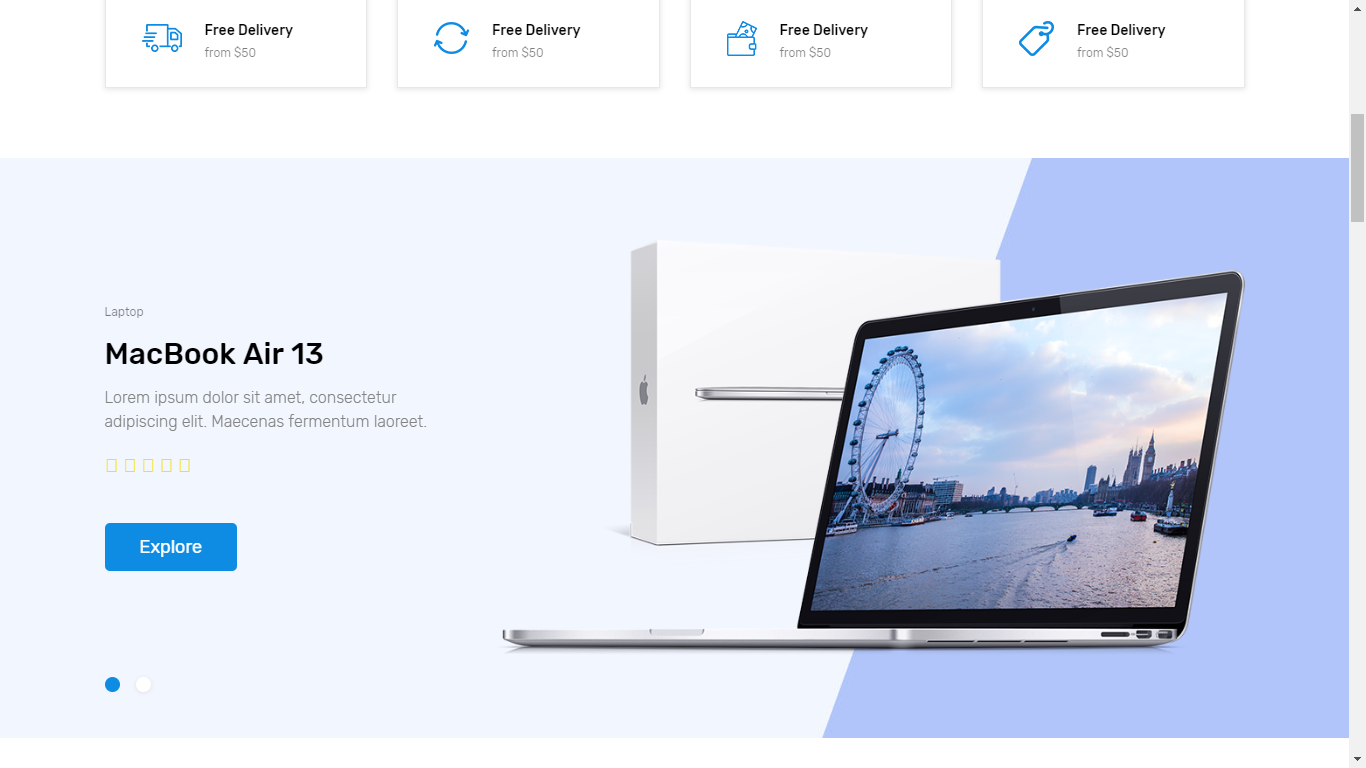 Free Delivery
from $50
Free Delivery
from $50
Free Delivery
from $50
Free Delivery
from $50
Laptop
MacBook Air 13
Lorem ipsum dolor sit amet, consectetur
adipiscing elit. Maecenas fermentum laoreet.
Explore